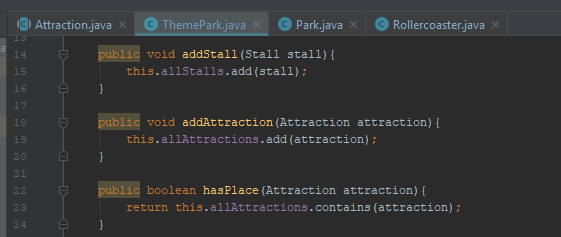 Attraction.java × ThemePark.java × Park.java × Rollercoaster.java ×
13
14 public void addStall(Stall stall){
15 this.allStalls.add(stall);
16 }
17
18 public void addAttraction(Attraction attraction){
19 this.allAttractions.add(attraction);
20 }
21
22 public boolean hasPlace(Attraction attraction){
23 return this.allAttractions.contains(attraction);
24 }